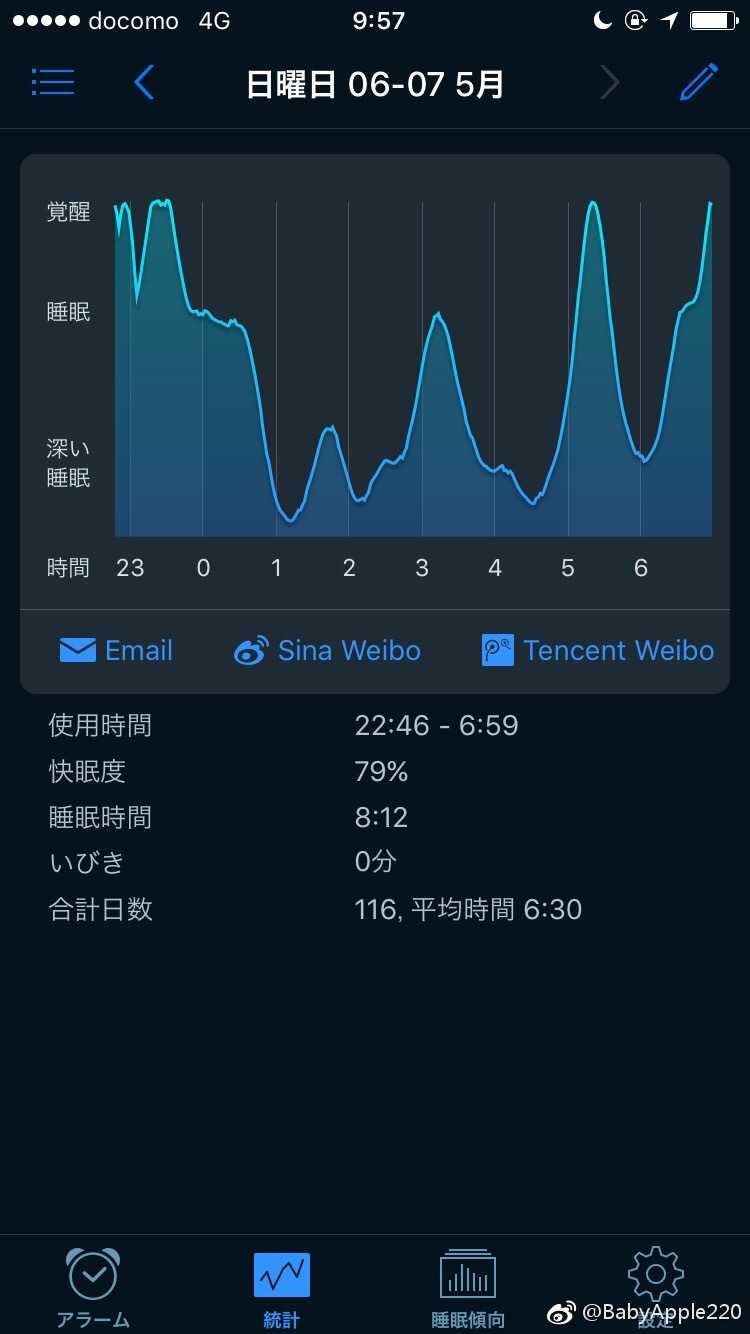 docomo 4G 9:57
日曜日 06-07 5月
覚醒
睡眠
深い
睡眠
時間 23 0 1 2 3 4 5 6
Email Sina Weibo Tencent Weibo
使用時間 22:46 - 6:59
快眠度 79%
睡眠時間 8:12
いびき 0分
合計日数 116, 平均時間 6:30
アラーム 統計 睡眠傾向 設定
@BabyApple220